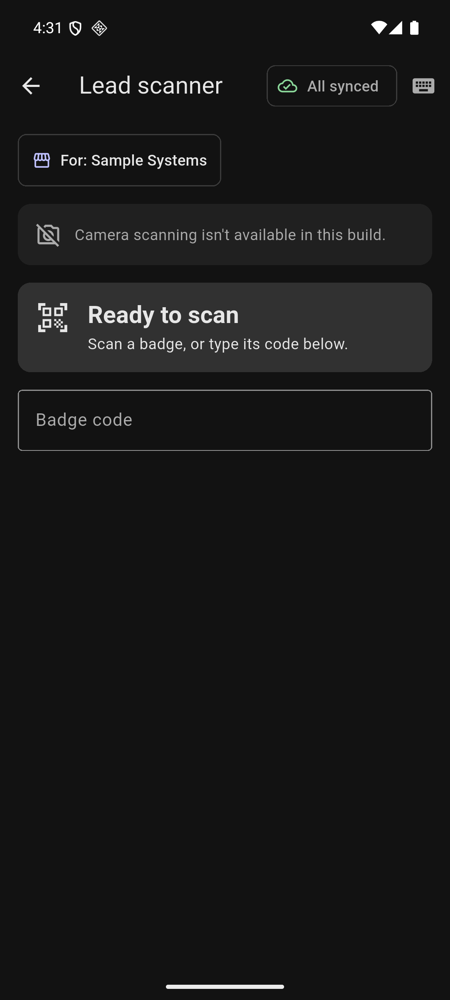 4:31
Lead scanner
All synced
For: Sample Systems
Camera scanning isn't available in this build.
Ready to scan
Scan a badge, or type its code below.
Badge code